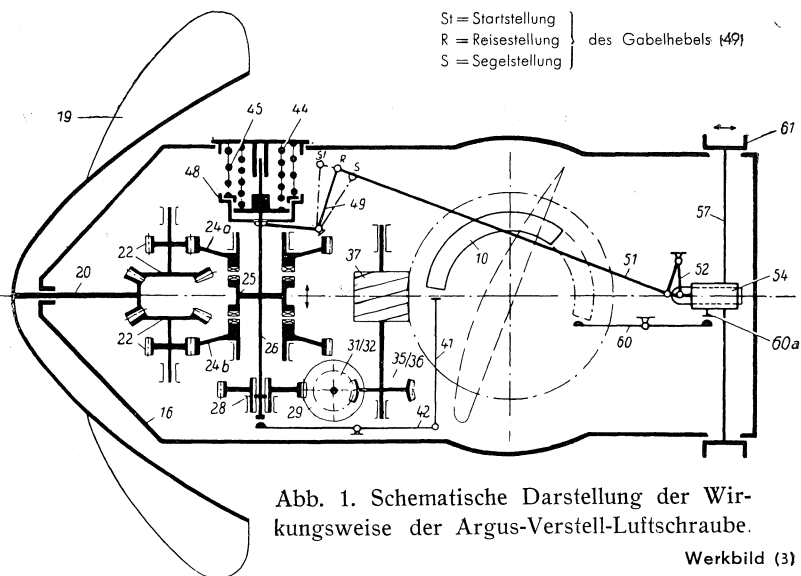 St = Startstellung
R = Reisestellung } des Gabelhebels (49)
S = Segelstellung
45
44
61
19
St
R
S
48
49
57
24a
22
10
25
37
51
52
54
20
22
26
31/32
35/36
41
60
60a
24b
28
29
42
16
Abb. 1. Schematische Darstellung der Wir-
kungsweise der Argus-Verstell-Luftschraube.
Werkbild (3)